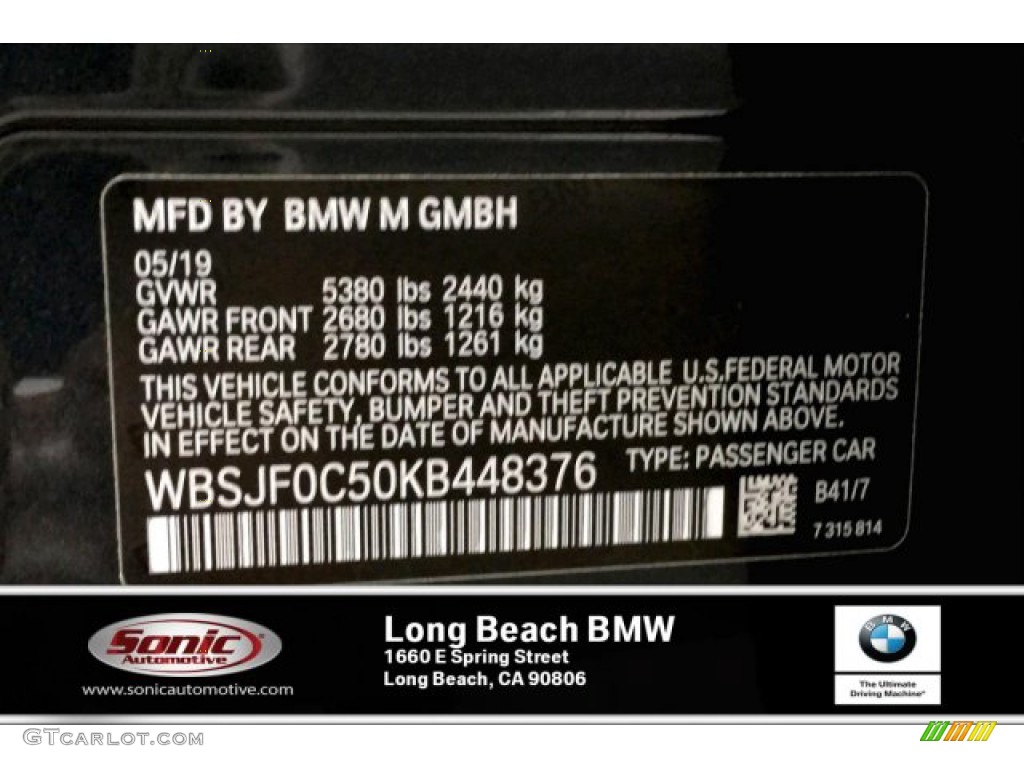 MFD BY BMW M GMBH
05/19
GVWR 5380 lbs 2440 kg
GAWR FRONT 2680 lbs 1216 kg
GAWR REAR 2780 lbs 1261 kg
THIS VEHICLE CONFORMS TO ALL APPLICABLE U.S.FEDERAL MOTOR
VEHICLE SAFETY, BUMPER AND THEFT PREVENTION STANDARDS
IN EFFECT ON THE DATE OF MANUFACTURE SHOWN ABOVE.
WBSJF0C50KB448376 TYPE: PASSENGER CAR
B41/7
7 315 814
Sonic
Automotive
www.sonicautomotive.com
Long Beach BMW
1660 E Spring Street
Long Beach, CA 90806
BMW
The Ultimate
Driving Machine®
GTcarlot.com